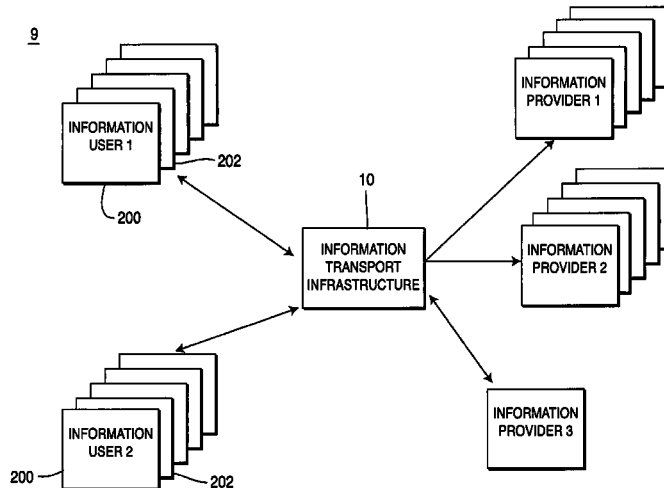 9
INFORMATION
USER 1
202
200
INFORMATION
PROVIDER 1
10
INFORMATION
TRANSPORT
INFRASTRUCTURE
INFORMATION
PROVIDER 2
INFORMATION
USER 2
200
202
INFORMATION
PROVIDER 3